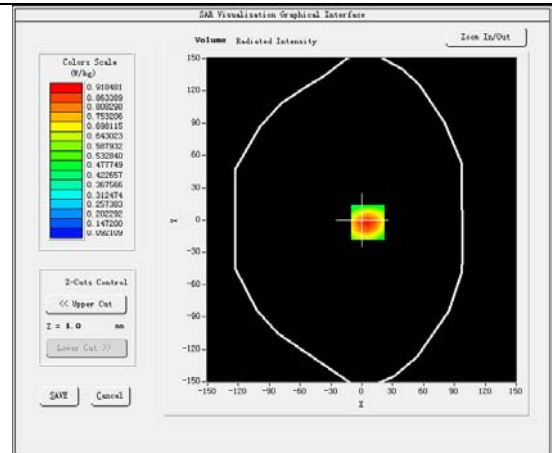 SAR Visualisation Graphical Interface
Volume Radiated Intensity
Zoom In/Out
Colors Scale
(W/kg)
0.918481
0.863389
0.808298
0.753206
0.698115
0.643023
0.587932
0.532840
0.477749
0.422657
0.367566
0.312474
0.257383
0.202292
0.147200
0.092109
Z-Cuts Control
<< Upper Cut
Z = 4.0 mm
Lower Cut >>
SAVE Cancel
150
120
90
60
30
0
-30
-60
-90
-120
-150
Y
-150 -120 -90 -60 -30 0 30 60 90 120 150
X